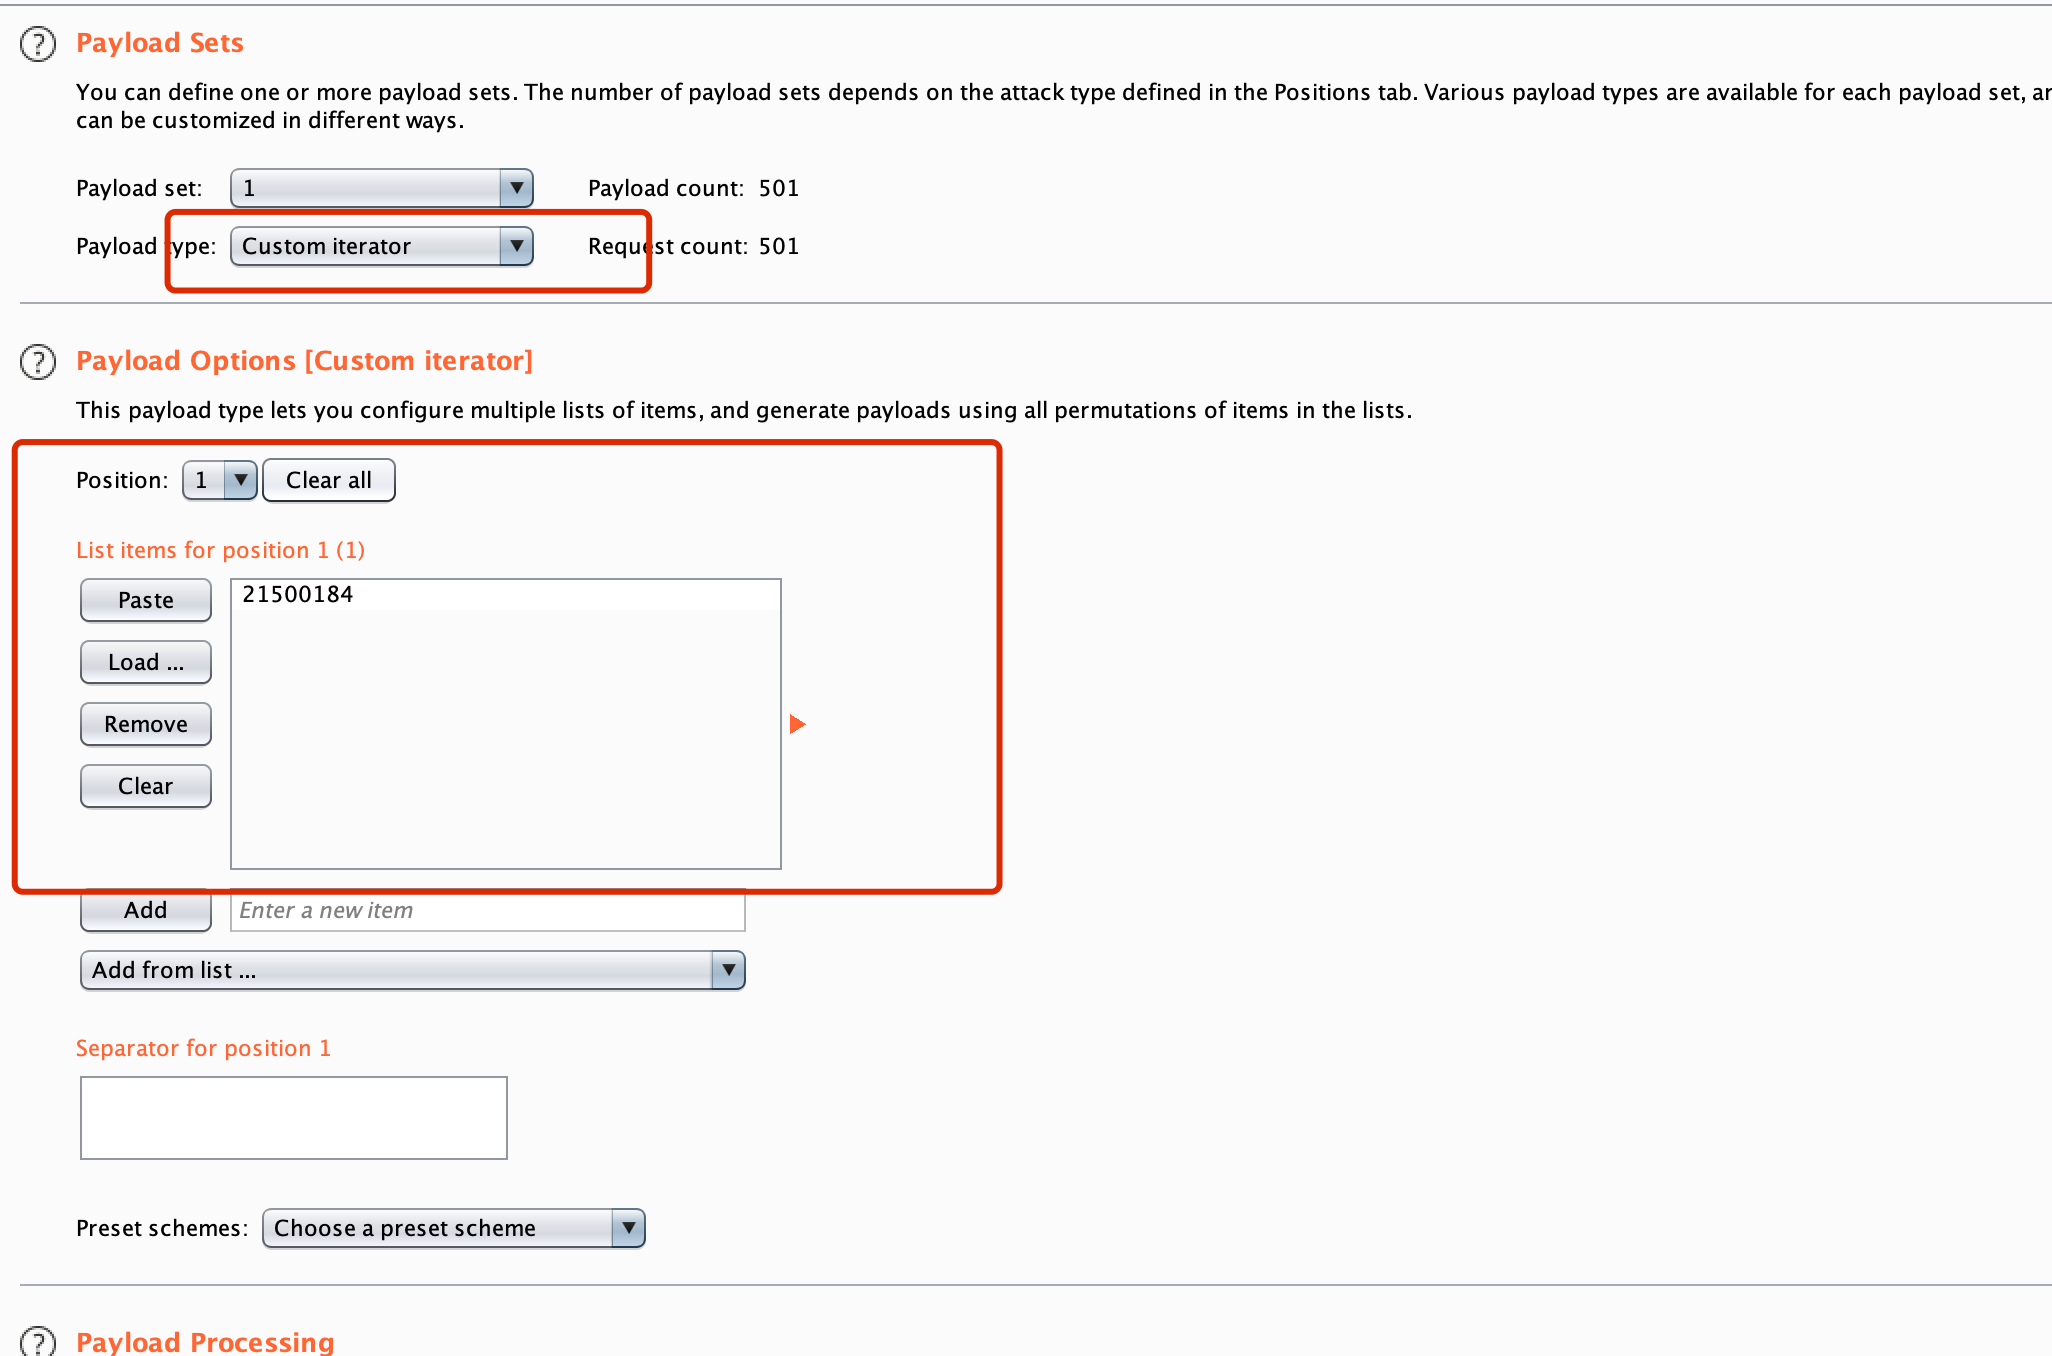 Payload Sets
You can define one or more payload sets. The number of payload sets depends on the attack type defined in the Positions tab. Various payload types are available for each payload set,
can be customized in different ways.
Payload set: 1 Payload count: 501
Payload type: Custom iterator Request count: 501
Payload Options [Custom iterator]
This payload type lets you configure multiple lists of items, and generate payloads using all permutations of items in the lists.
Position: 1 Clear all
List items for position 1 (1)
Paste 21500184
Load ...
Remove
Clear
Add Enter a new item
Add from list ...
Separator for position 1
Preset schemes: Choose a preset scheme
Payload Processing